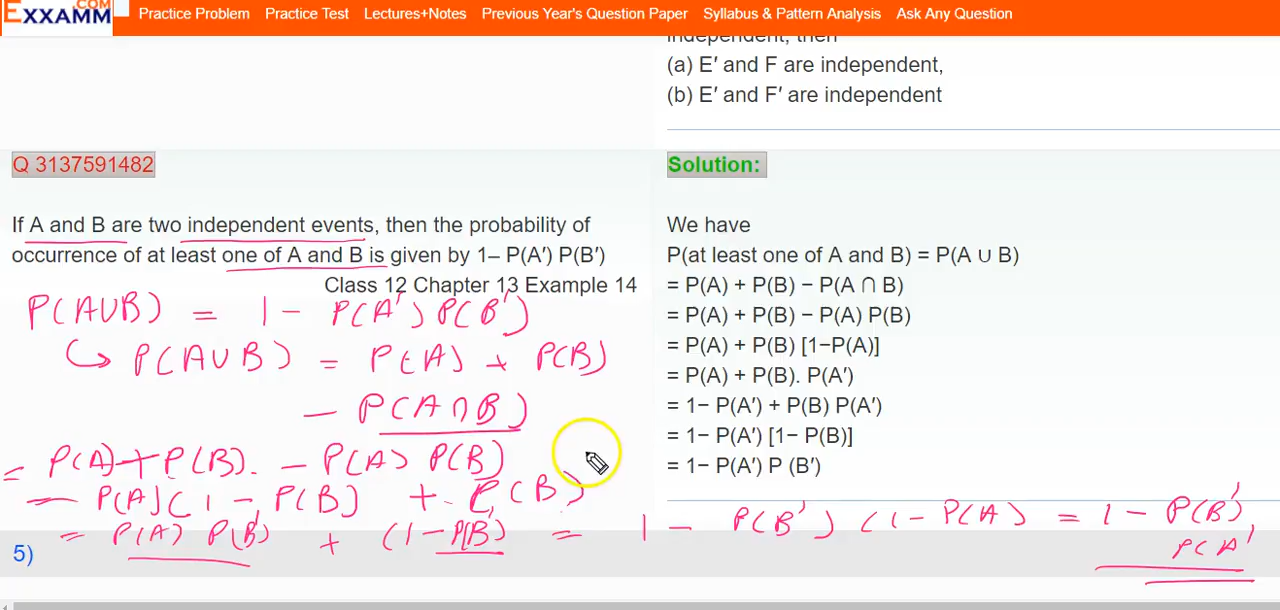 .COM
EXXAMM
Practice Problem Practice Test Lectures+Notes Previous Year's Question Paper Syllabus & Pattern Analysis Ask Any Question
independent, then
(a) E′ and F are independent,
(b) E′ and F′ are independent
Q 3137591482
If A and B are two independent events, then the probability of
occurrence of at least one of A and B is given by 1– P(A′) P(B′)
Class 12 Chapter 13 Example 14
P(A∪B) = 1 - P(A') P(B')
↪ P(A∪B) = P(A) + P(B)
- P(A∩B)
= P(A) + P(B). - P(A) P(B)
= P(A)(1 - P(B) + P(B)
= P(A) P(B') + (1 - P(B') = 1 - P(B') (1 - P(A) = 1 - P(B')
P(A'
Solution:
We have
P(at least one of A and B) = P(A ∪ B)
= P(A) + P(B) − P(A ∩ B)
= P(A) + P(B) − P(A) P(B)
= P(A) + P(B) [1−P(A)]
= P(A) + P(B). P(A′)
= 1− P(A′) + P(B) P(A′)
= 1− P(A′) [1− P(B)]
= 1− P(A′) P (B′)
5)